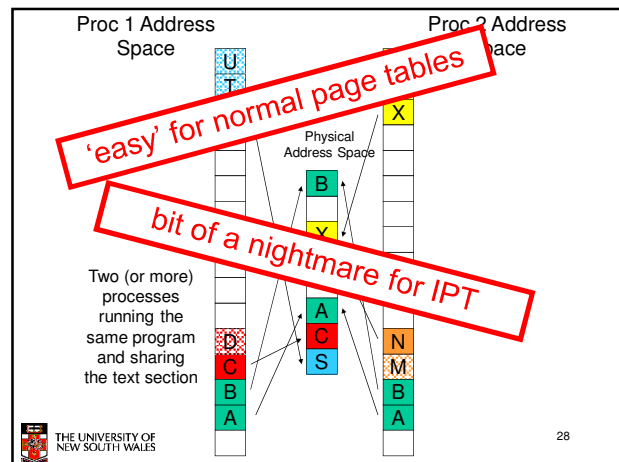 Proc 1 Address
Space
Proc 2 Address
'easy' for normal page tables
U
T
X
Physical
Address Space
B
X
bit of a nightmare for IPT
Two (or more)
processes
running the
same program
and sharing
the text section
D
C
B
A
A
C
S
N
M
B
A
THE UNIVERSITY OF
NEW SOUTH WALES
28